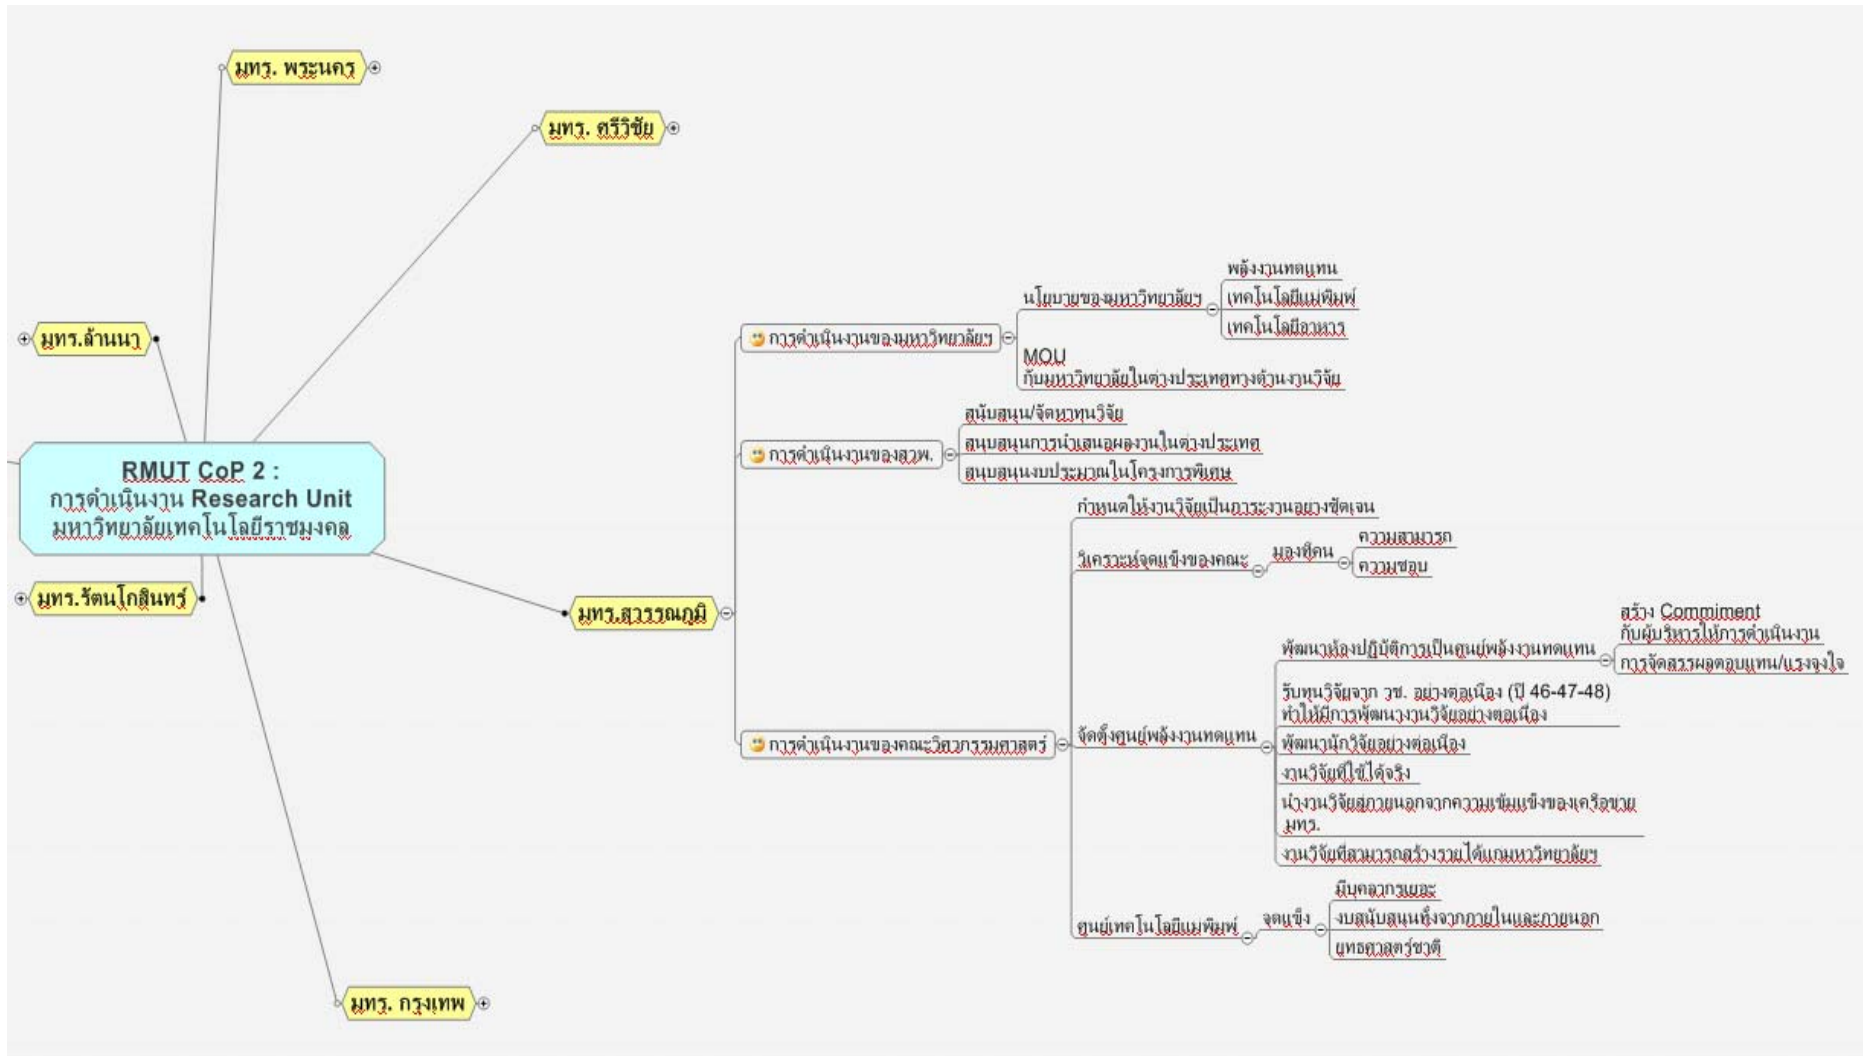 มทร. พระนคร
มทร. ศรีวิชัย
มทร.ล้านนา
RMUT CoP 2 :
การดำเนินงาน Research Unit
มหาวิทยาลัยเทคโนโลยีราชมงคล
มทร.รัตนโกสินทร์
มทร.สุวรรณภูมิ
การดำเนินงานของมหาวิทยาลัยฯ
นโยบายของมหาวิทยาลัยฯ
พลังงานทดแทน
เทคโนโลยีแม่พิมพ์
เทคโนโลยีอาหาร
MOU
กับมหาวิทยาลัยในต่างประเทศทางด้านงานวิจัย
การดำเนินงานของสวพ.
สนับสนุน/จัดหาทุนวิจัย
สนุบสนุนการนำเสนอผลงานในต่างประเทศ
สนุบสนุนงบประมาณในโครงการพิเศษ
การดำเนินงานของคณะวิศวกรรมศาสตร์
กำหนดให้งานวิจัยเป็นภาระงานอย่างชัดเจน
วิเคราะห์จุดแข็งของคณะ
มองที่คน
ความสามารถ
ความชอบ
จัดตั้งศูนย์พลังงานทดแทน
พัฒนาห้องปฏิบัติการเป็นศูนย์พลังงานทดแทน
สร้าง Commiment
กับผู้บริหารให้การดำเนินงาน
การจัดสรรผลตอบแทน/แรงจูงใจ
รับทุนวิจัยจาก วช. อย่างต่อเนื่อง (ปี 46-47-48)
ทำให้มีการพัฒนางานวิจัยอย่างต่อเนื่อง
พัฒนานักวิจัยอย่างต่อเนื่อง
งานวิจัยที่ใช้ได้จริง
นำงานวิจัยสู่ภายนอกจากความเข้มแข็งของเครือข่าย
มทร.
งานวิจัยที่สามารถสร้างรายได้แก่มหาวิทยาลัยฯ
ศูนย์เทคโนโลยีแม่พิมพ์
จุดแข็ง
มีบุคลากรเยอะ
งบสนับสนุนทั้งจากภายในและภายนอก
ยุทธศาสตร์ชาติ
มทร. กรุงเทพ